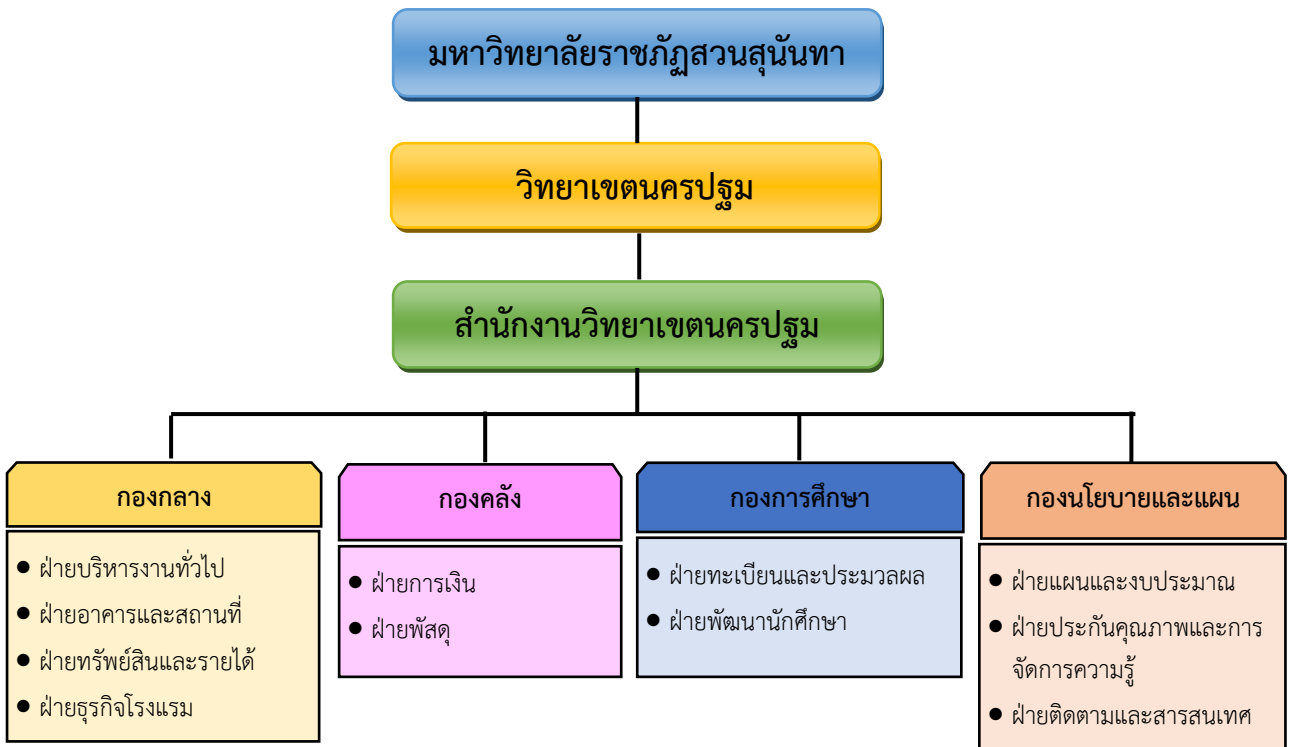 มหาวิทยาลัยราชภัฏสวนสุนันทา
วิทยาเขตนครปฐม
สำนักงานวิทยาเขตนครปฐม
กองกลาง
● ฝ่ายบริหารงานทั่วไป
● ฝ่ายอาคารและสถานที่
● ฝ่ายทรัพย์สินและรายได้
● ฝ่ายธุรกิจโรงแรม
กองคลัง
● ฝ่ายการเงิน
● ฝ่ายพัสดุ
กองการศึกษา
● ฝ่ายทะเบียนและประมวลผล
● ฝ่ายพัฒนานักศึกษา
กองนโยบายและแผน
● ฝ่ายแผนและงบประมาณ
● ฝ่ายประกันคุณภาพและการ
จัดการความรู้
● ฝ่ายติดตามและสารสนเทศ